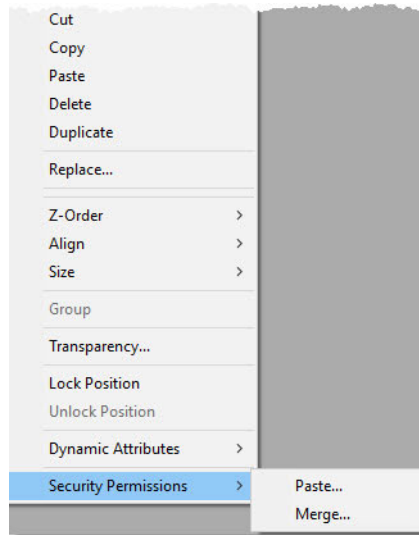 Cut
Copy
Paste
Delete
Duplicate
Replace...
Z-Order
Align
Size
Group
Transparency...
Lock Position
Unlock Position
Dynamic Attributes
Security Permissions
Paste...
Merge...